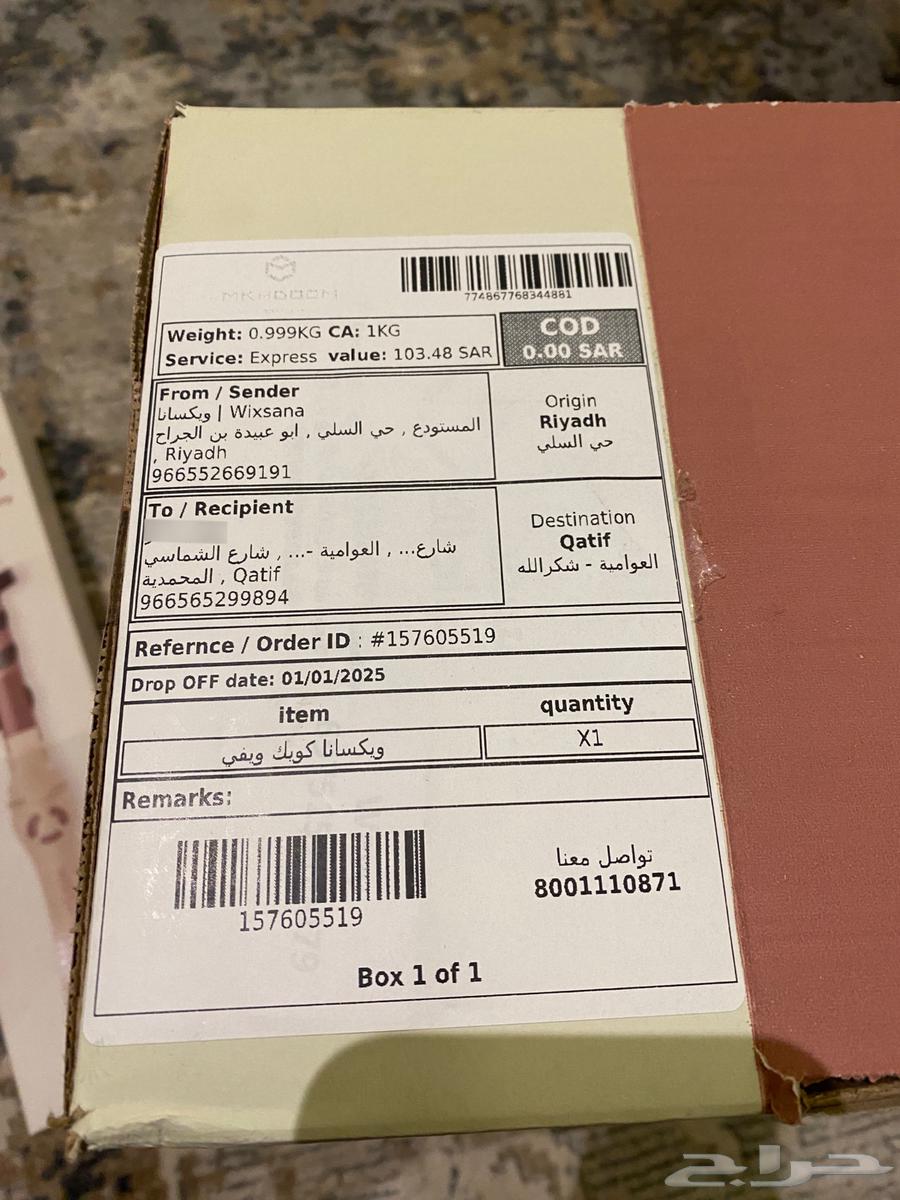 MKHDOOM
774867768344881
Weight: 0.999KG CA: 1KG
Service: Express value: 103.48 SAR
COD
0.00 SAR
From / Sender
ويكسانا | Wixsana
المستودع , حي السلي , ابو عبيدة بن الجراح
, Riyadh
966552669191
Origin
Riyadh
حي السلي
To / Recipient
شارع... , العوامية -... , شارع الشماسي
المحمدية , Qatif
966565299894
Destination
Qatif
العوامية - شكرالله
Refernce / Order ID : #157605519
Drop OFF date: 01/01/2025
item
quantity
ويكسانا كوبك ويفي
X1
Remarks:
157605519
تواصل معنا
8001110871
Box 1 of 1
حراج